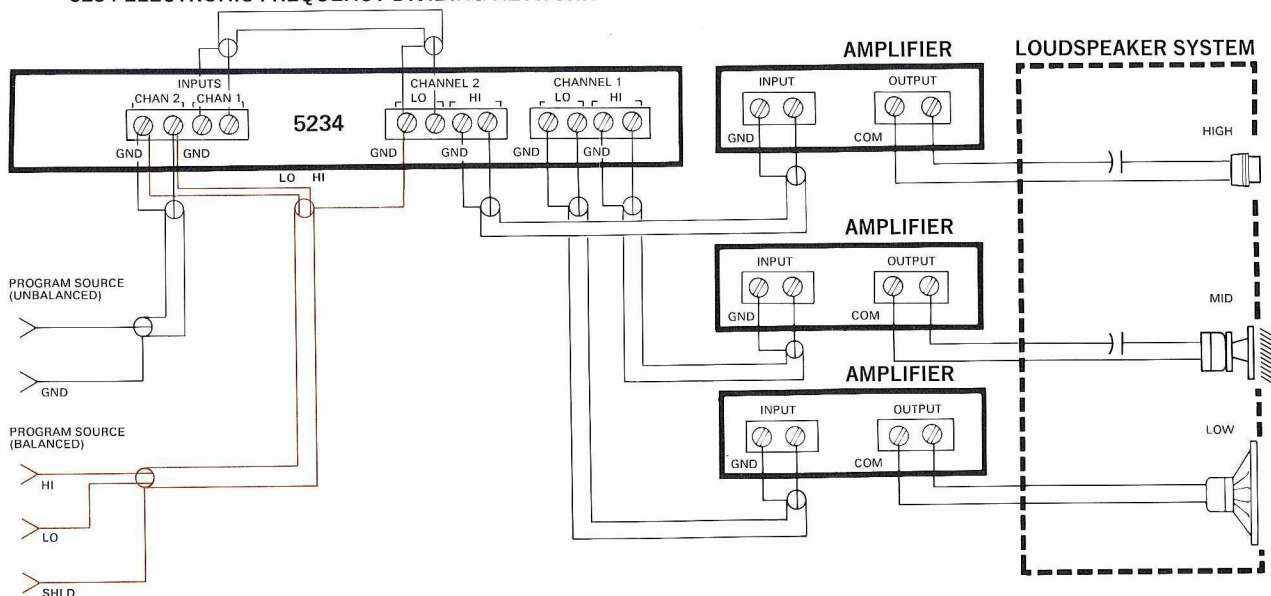 AMPLIFIER
LOUDSPEAKER SYSTEM
INPUTS
CHAN 2 CHAN 1
5234
CHANNEL 2
LO HI
CHANNEL 1
LO HI
GND GND GND GND GND GND
LO HI
INPUT OUTPUT
GND COM
HIGH
AMPLIFIER
INPUT OUTPUT
GND COM
MID
AMPLIFIER
INPUT OUTPUT
GND COM
LOW
PROGRAM SOURCE
(UNBALANCED)
GND
PROGRAM SOURCE
(BALANCED)
HI
LO
SHLD